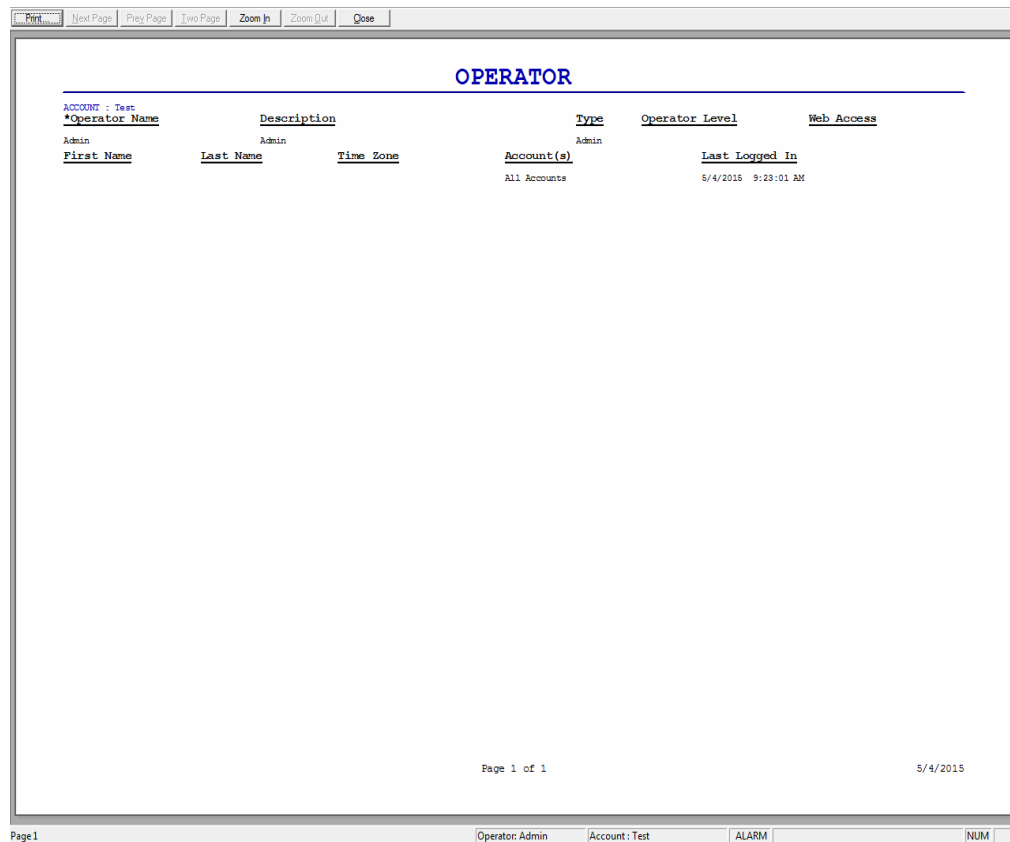 Print... Next Page Prev Page Two Page Zoom In Zoom Out Close
OPERATOR
ACCOUNT : Test
*Operator Name Description Type Operator Level Web Access
Admin Admin Admin
First Name Last Name Time Zone Account(s) Last Logged In
All Accounts 5/4/2015 9:23:01 AM
Page 1 of 1 5/4/2015
Page 1 Operator: Admin Account : Test ALARM NUM